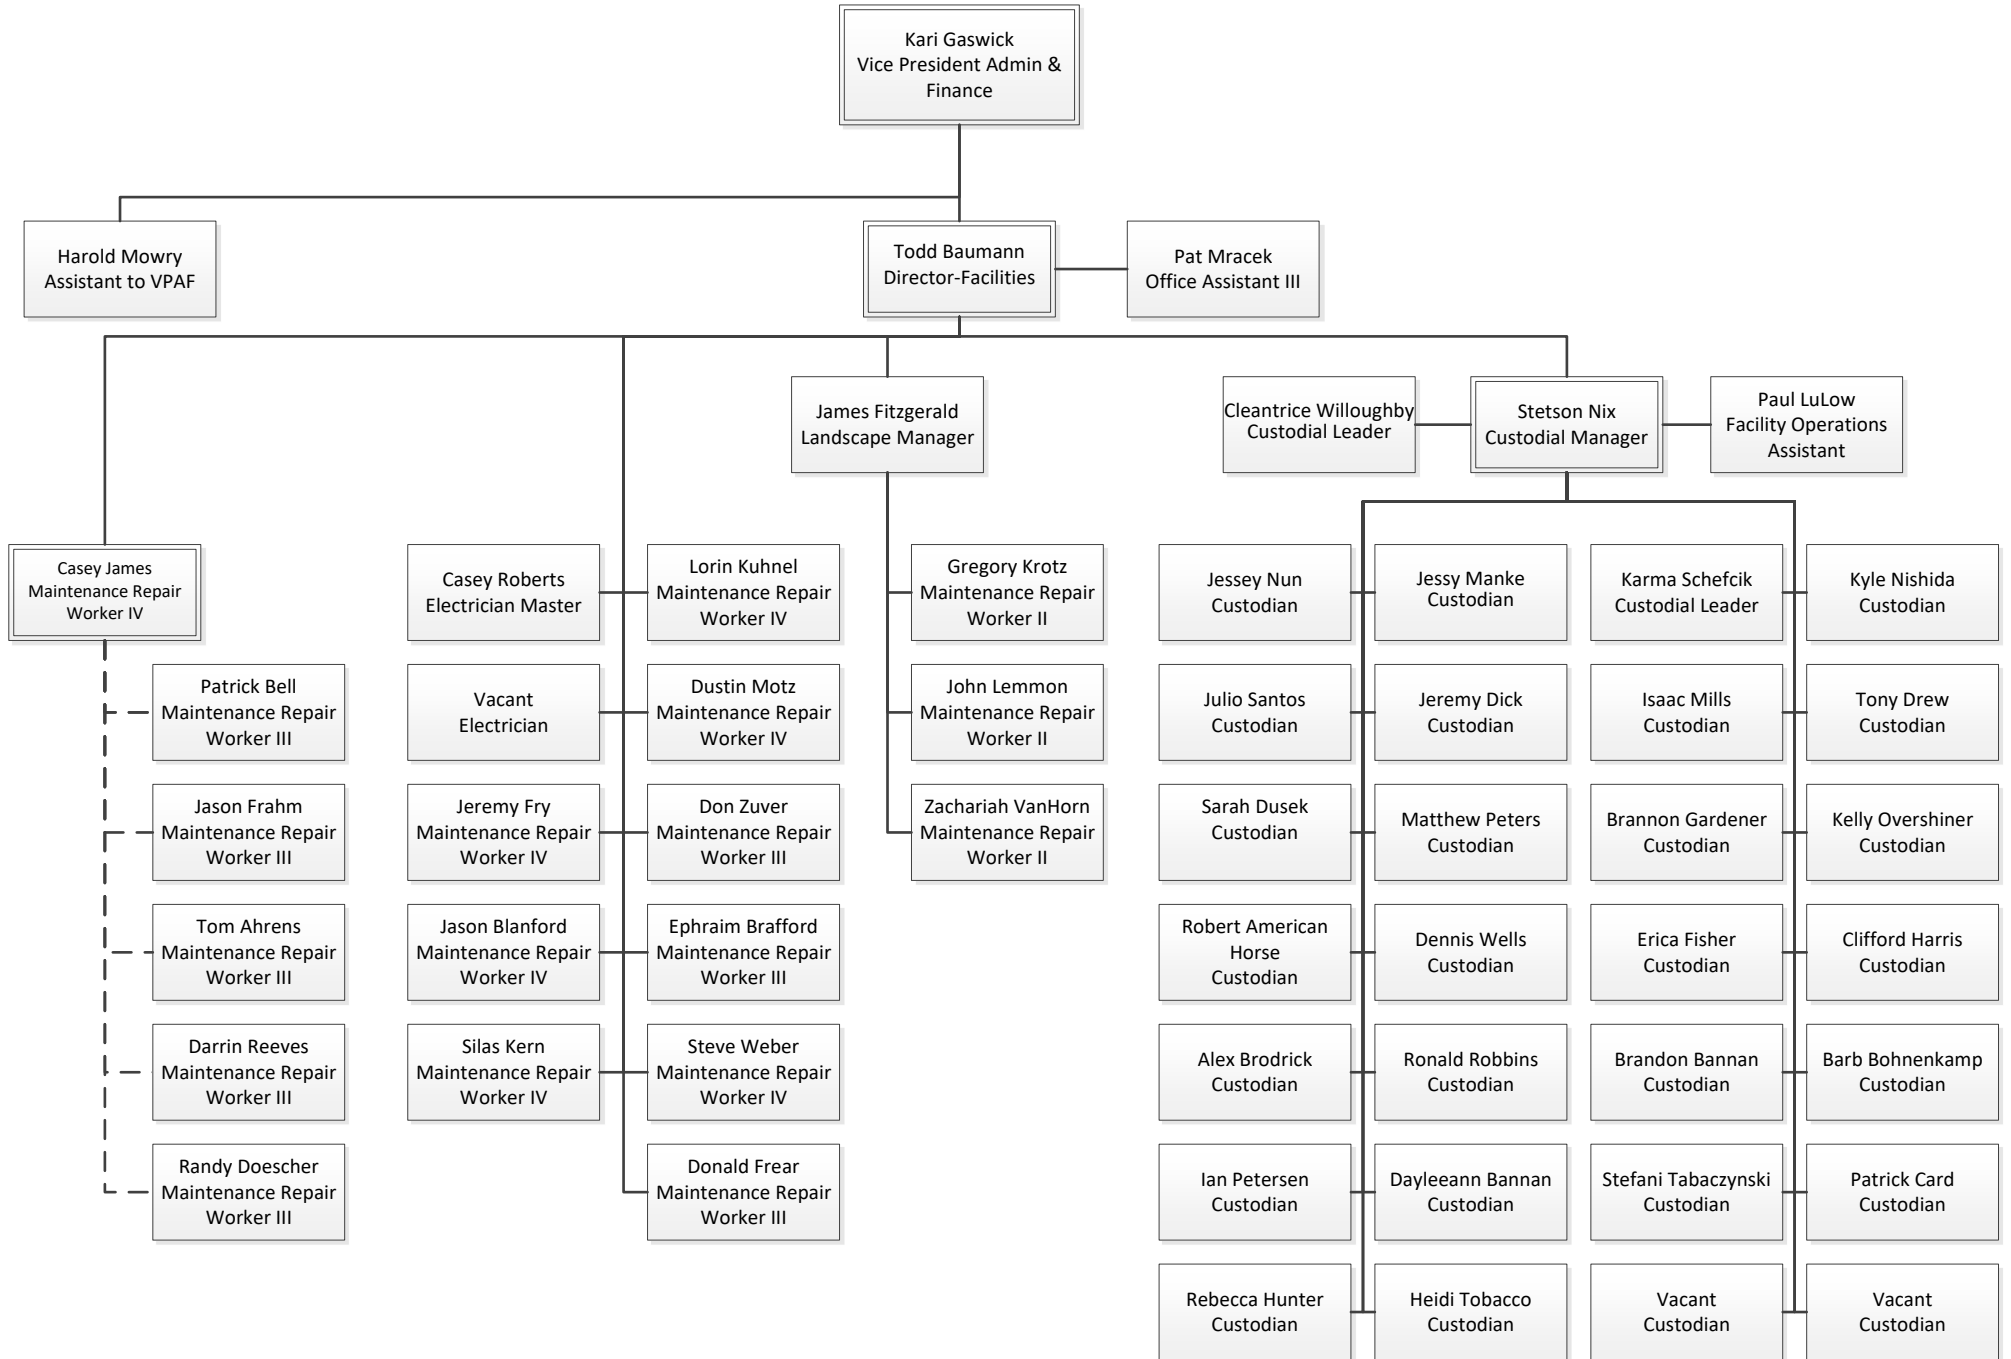 Kari Gaswick
Vice President Admin &
Finance
Harold Mowry
Assistant to VPAF
Todd Baumann
Director-Facilities
Pat Mracek
Office Assistant III
James Fitzgerald
Landscape Manager
Cleantrice Willoughby
Custodial Leader
Stetson Nix
Custodial Manager
Paul LuLow
Facility Operations
Assistant
Casey James
Maintenance Repair
Worker IV
Patrick Bell
Maintenance Repair
Worker III
Jason Frahm
Maintenance Repair
Worker III
Tom Ahrens
Maintenance Repair
Worker III
Darrin Reeves
Maintenance Repair
Worker III
Randy Doescher
Maintenance Repair
Worker III
Casey Roberts
Electrician Master
Lorin Kuhnel
Maintenance Repair
Worker IV
Vacant
Electrician
Dustin Motz
Maintenance Repair
Worker IV
Jeremy Fry
Maintenance Repair
Worker IV
Don Zuver
Maintenance Repair
Worker III
Jason Blanford
Maintenance Repair
Worker IV
Ephraim Brafford
Maintenance Repair
Worker III
Silas Kern
Maintenance Repair
Worker IV
Steve Weber
Maintenance Repair
Worker IV
Donald Frear
Maintenance Repair
Worker III
Gregory Krotz
Maintenance Repair
Worker II
John Lemmon
Maintenance Repair
Worker II
Zachariah VanHorn
Maintenance Repair
Worker II
Jessey Nun
Custodian
Jessy Manke
Custodian
Karma Schefcik
Custodial Leader
Kyle Nishida
Custodian
Julio Santos
Custodian
Jeremy Dick
Custodian
Isaac Mills
Custodian
Tony Drew
Custodian
Sarah Dusek
Custodian
Matthew Peters
Custodian
Brannon Gardener
Custodian
Kelly Overshiner
Custodian
Robert American
Horse
Custodian
Dennis Wells
Custodian
Erica Fisher
Custodian
Clifford Harris
Custodian
Alex Brodrick
Custodian
Ronald Robbins
Custodian
Brandon Bannan
Custodian
Barb Bohnenkamp
Custodian
Ian Petersen
Custodian
Dayleeann Bannan
Custodian
Stefani Tabaczynski
Custodian
Patrick Card
Custodian
Rebecca Hunter
Custodian
Heidi Tobacco
Custodian
Vacant
Custodian
Vacant
Custodian